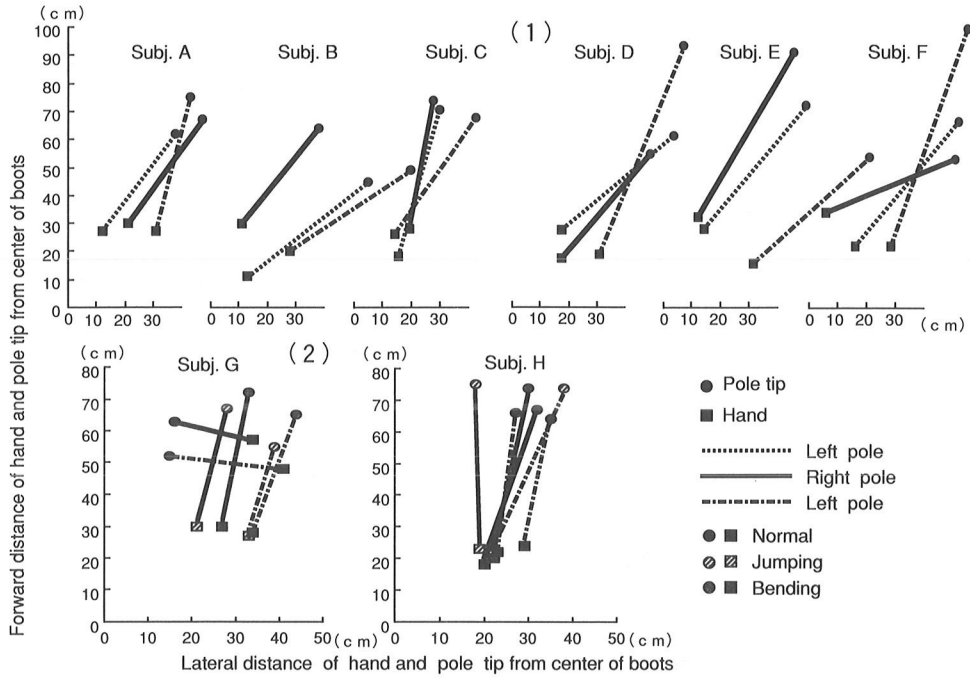 (cm)
(1)
Subj. A
Subj. B
Subj. C
Subj. D
Subj. E
Subj. F
100
90
80
70
60
50
40
30
20
10
0
0 10 20 30
0 10 20 30
0 10 20 30
0 10 20 30
0 10 20 30
0 10 20 30
(cm)
Forward distance of hand and pole tip from center of boots
(cm)
(2)
Subj. G
80
70
60
50
40
30
20
10
0
0 10 20 30 40 50 (cm)
(cm)
Subj. H
80
70
60
50
40
30
20
10
0
0 10 20 30 40 50 (cm)
Lateral distance of hand and pole tip from center of boots
Pole tip
Hand
Left pole
Right pole
Left pole
Normal
Jumping
Bending